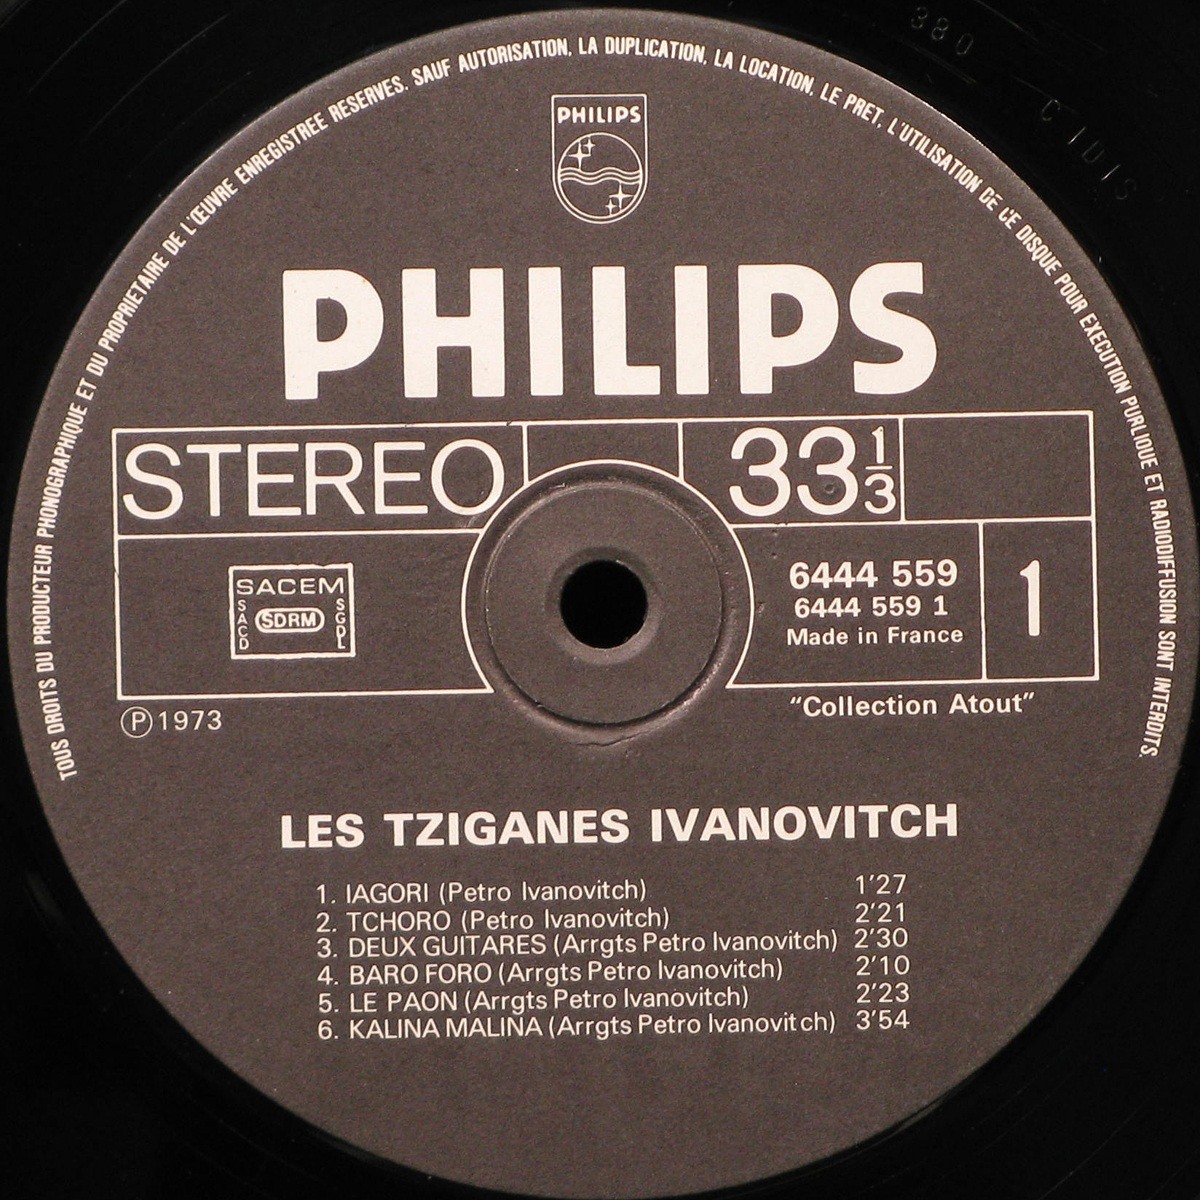 TOUS DROITS DU PRODUCTEUR PHONOGRAPHIQUE ET DU PROPRIETAIRE DE L'ŒUVRE ENREGISTREE RESERVES. SAUF AUTORISATION, LA DUPLICATION, LA LOCATION, LE PRET, L'UTILISATION DE CE DISQUE POUR EXECUTION PURLIQUE ET RADIODIFFUSION SONT INTERDITS.
380
PHILIPS
PHILIPS
STEREO
33 1/3
SACEM
SACD
SDRM
SGDL
6444 559
6444 559 1
Made in France
1
℗ 1973
"Collection Atout"
LES TZIGANES IVANOVITCH
1. IAGORI (Petro Ivanovitch) 1'27
2. TCHORO (Petro Ivanovitch) 2'21
3. DEUX GUITARES (Arrgts Petro Ivanovitch) 2'30
4. BARO FORO (Arrgts Petro Ivanovitch) 2'10
5. LE PAON (Arrgts Petro Ivanovitch) 2'23
6. KALINA MALINA (Arrgts Petro Ivanovitch) 3'54